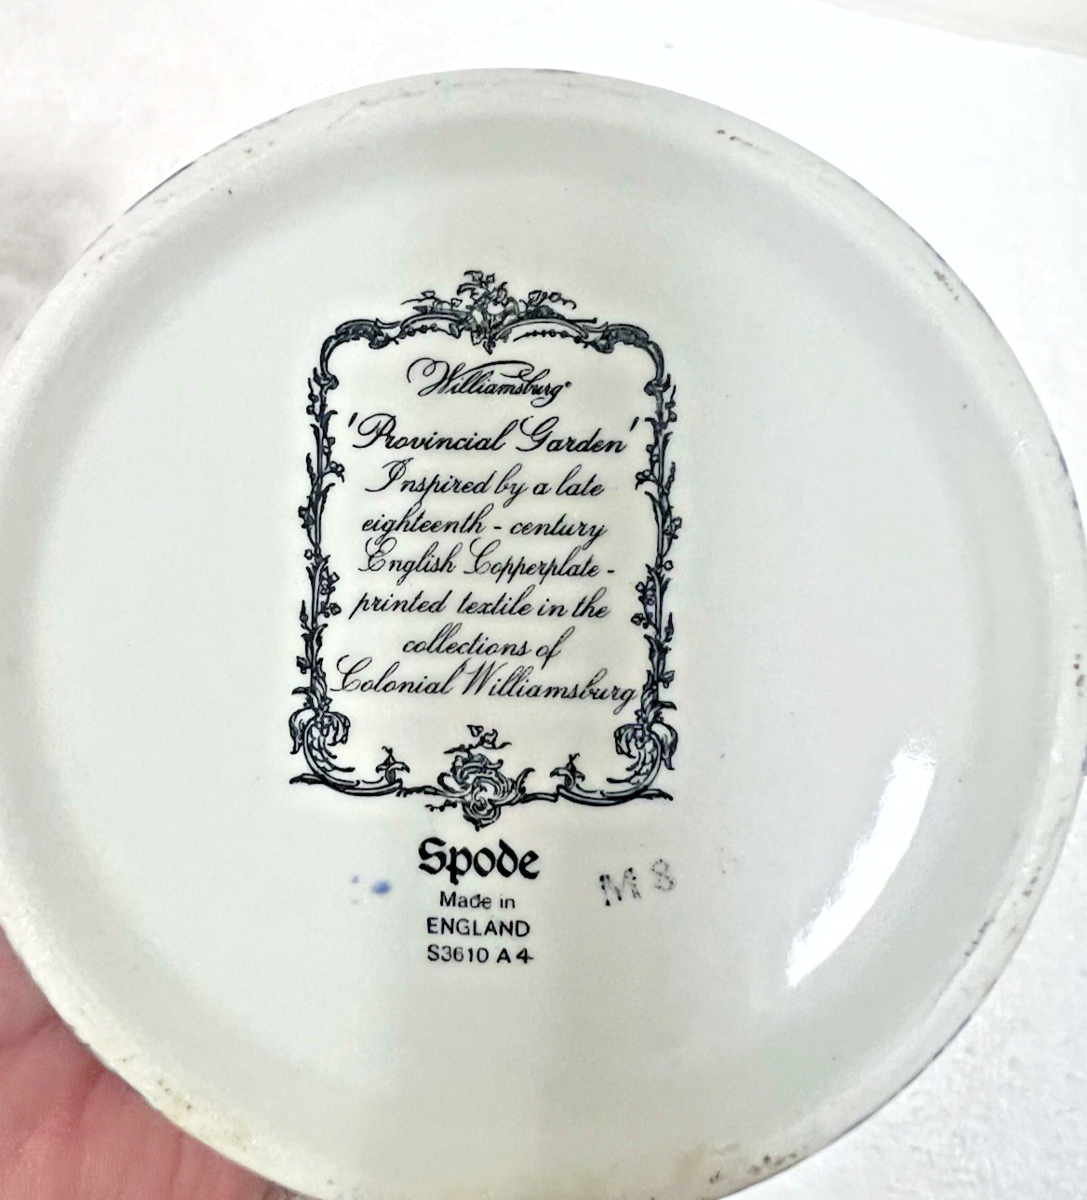 Williamsburg®
'Provincial Garden'
Inspired by a late
eighteenth - century
English Copperplate -
printed textile in the
collections of
Colonial Williamsburg
Spode
Made in
ENGLAND
S3610 A4
M 8